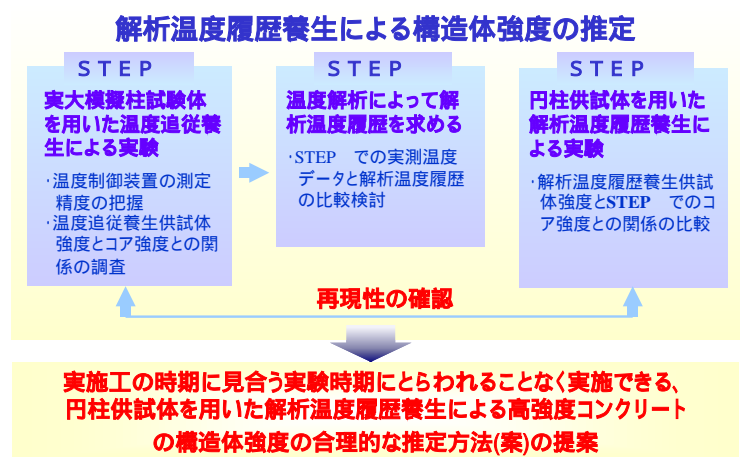 解析温度履歴養生による構造体強度の推定
STEP
実大模擬柱試験体
を用いた温度追従養
生による実験
・温度制御装置の測定
精度の把握
・温度追従養生供試体
強度とコア強度との関
係の調査
STEP
温度解析によって解
析温度履歴を求める
・STEP での実測温度
データと解析温度履歴
の比較検討
STEP
円柱供試体を用いた
解析温度履歴養生に
よる実験
・解析温度履歴養生供試
体強度とSTEP でのコ
ア強度との関係の比較
再現性の確認
実施工の時期に見合う実験時期にとらわれることなく実施できる、
円柱供試体を用いた解析温度履歴養生による高強度コンクリート
の構造体強度の合理的な推定方法(案)の提案